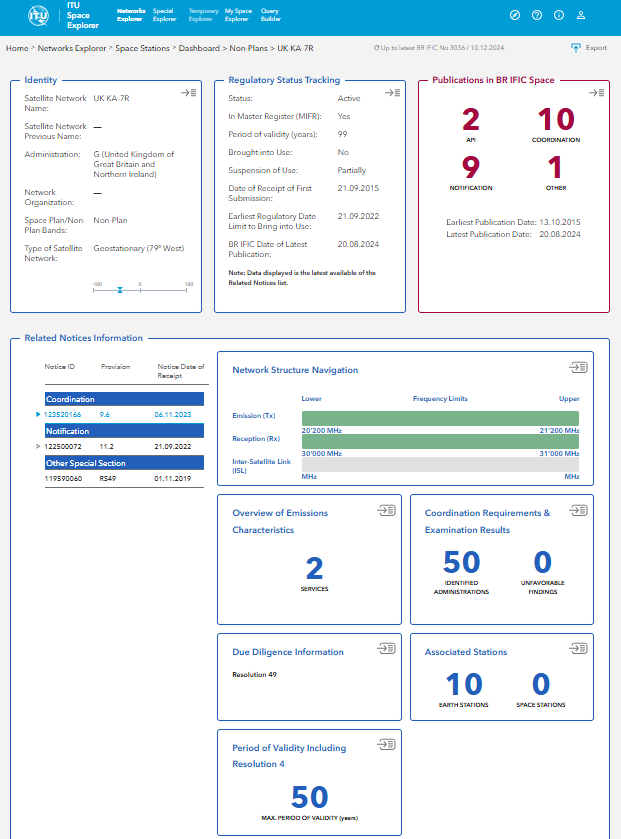 ITU
Space
Explorer
Networks
Explorer
Special
Explorer
Temporary
Explorer
My Space
Explorer
Query
Builder
Home > Networks Explorer > Space Stations > Dashboard > Non-Plans > UK-KA-7R
Up to latest BR IFIC No 3036 / 10.12.2024
Export
Identity
Satellite Network
Name:
UK-KA-7R
Satellite Network
Previous Name:
—
Administration:
G (United Kingdom of
Great Britain and
Northern Ireland)
Network
Organization:
—
Space Plan/Non-
Plan Bands:
Non-Plan
Type of Satellite
Network:
Geostationary (79° West)
-180 0 180
Regulatory Status Tracking
Status: Active
In Master Register (MIFR): Yes
Period of validity (years): 99
Brought into Use: No
Suspension of Use: Partially
Date of Receipt of First
Submission:
21.09.2015
Earliest Regulatory Date
Limit to Bring into Use:
21.09.2022
BR IFIC Date of Latest
Publication:
20.08.2024
Note: Data displayed is the latest available of the
Related Notices list.
Publications in BR IFIC Space
2
API
10
COORDINATION
9
NOTIFICATION
1
OTHER
Earliest Publication Date: 13.10.2015
Latest Publication Date: 20.08.2024
Related Notices Information
Notice ID Provision Notice Date of
Receipt
Coordination
123520166 9.6 06.11.2023
Notification
122500072 11.2 21.09.2022
Other Special Section
119590060 RS49 01.11.2019
Network Structure Navigation
Lower Frequency Limits Upper
Emission (Tx)
20'200 MHz 21'200 MHz
Reception (Rx)
30'000 MHz 31'000 MHz
Inter-Satellite Link
(ISL)
MHz MHz
Overview of Emissions
Characteristics
2
SERVICES
Coordination Requirements &
Examination Results
50
IDENTIFIED
ADMINISTRATIONS
0
UNFAVORABLE
FINDINGS
Due Diligence Information
Resolution 49
Associated Stations
10
EARTH STATIONS
0
SPACE STATIONS
Period of Validity Including
Resolution 4
50
MAX. PERIOD OF VALIDITY (years)